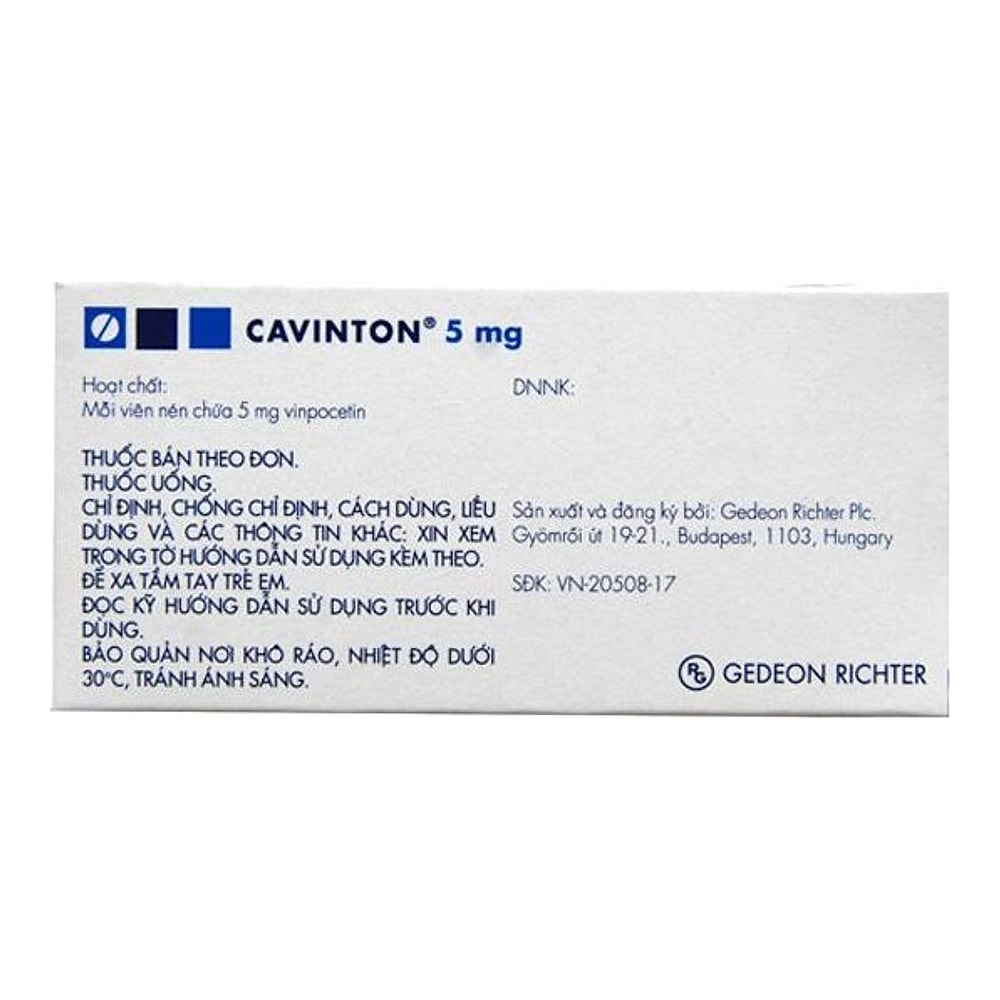 CAVINTON® 5 mg
Hoạt chất:
Mỗi viên nén chứa 5 mg vinpocetin
THUỐC BÁN THEO ĐƠN.
THUỐC UỐNG.
CHỈ ĐỊNH, CHỐNG CHỈ ĐỊNH, CÁCH DÙNG, LIỀU
DÙNG VÀ CÁC THÔNG TIN KHÁC: XIN XEM
TRONG TỜ HƯỚNG DẪN SỬ DỤNG KÈM THEO.
ĐỂ XA TẦM TAY TRẺ EM.
ĐỌC KỸ HƯỚNG DẪN SỬ DỤNG TRƯỚC KHI
DÙNG.
BẢO QUẢN NƠI KHÔ RÁO, NHIỆT ĐỘ DƯỚI
30°C, TRÁNH ÁNH SÁNG.
DNNK:
Sản xuất và đăng ký bởi: Gedeon Richter Plc.
Gyömrői út 19-21., Budapest, 1103, Hungary
SĐK: VN-20508-17
RG GEDEON RICHTER